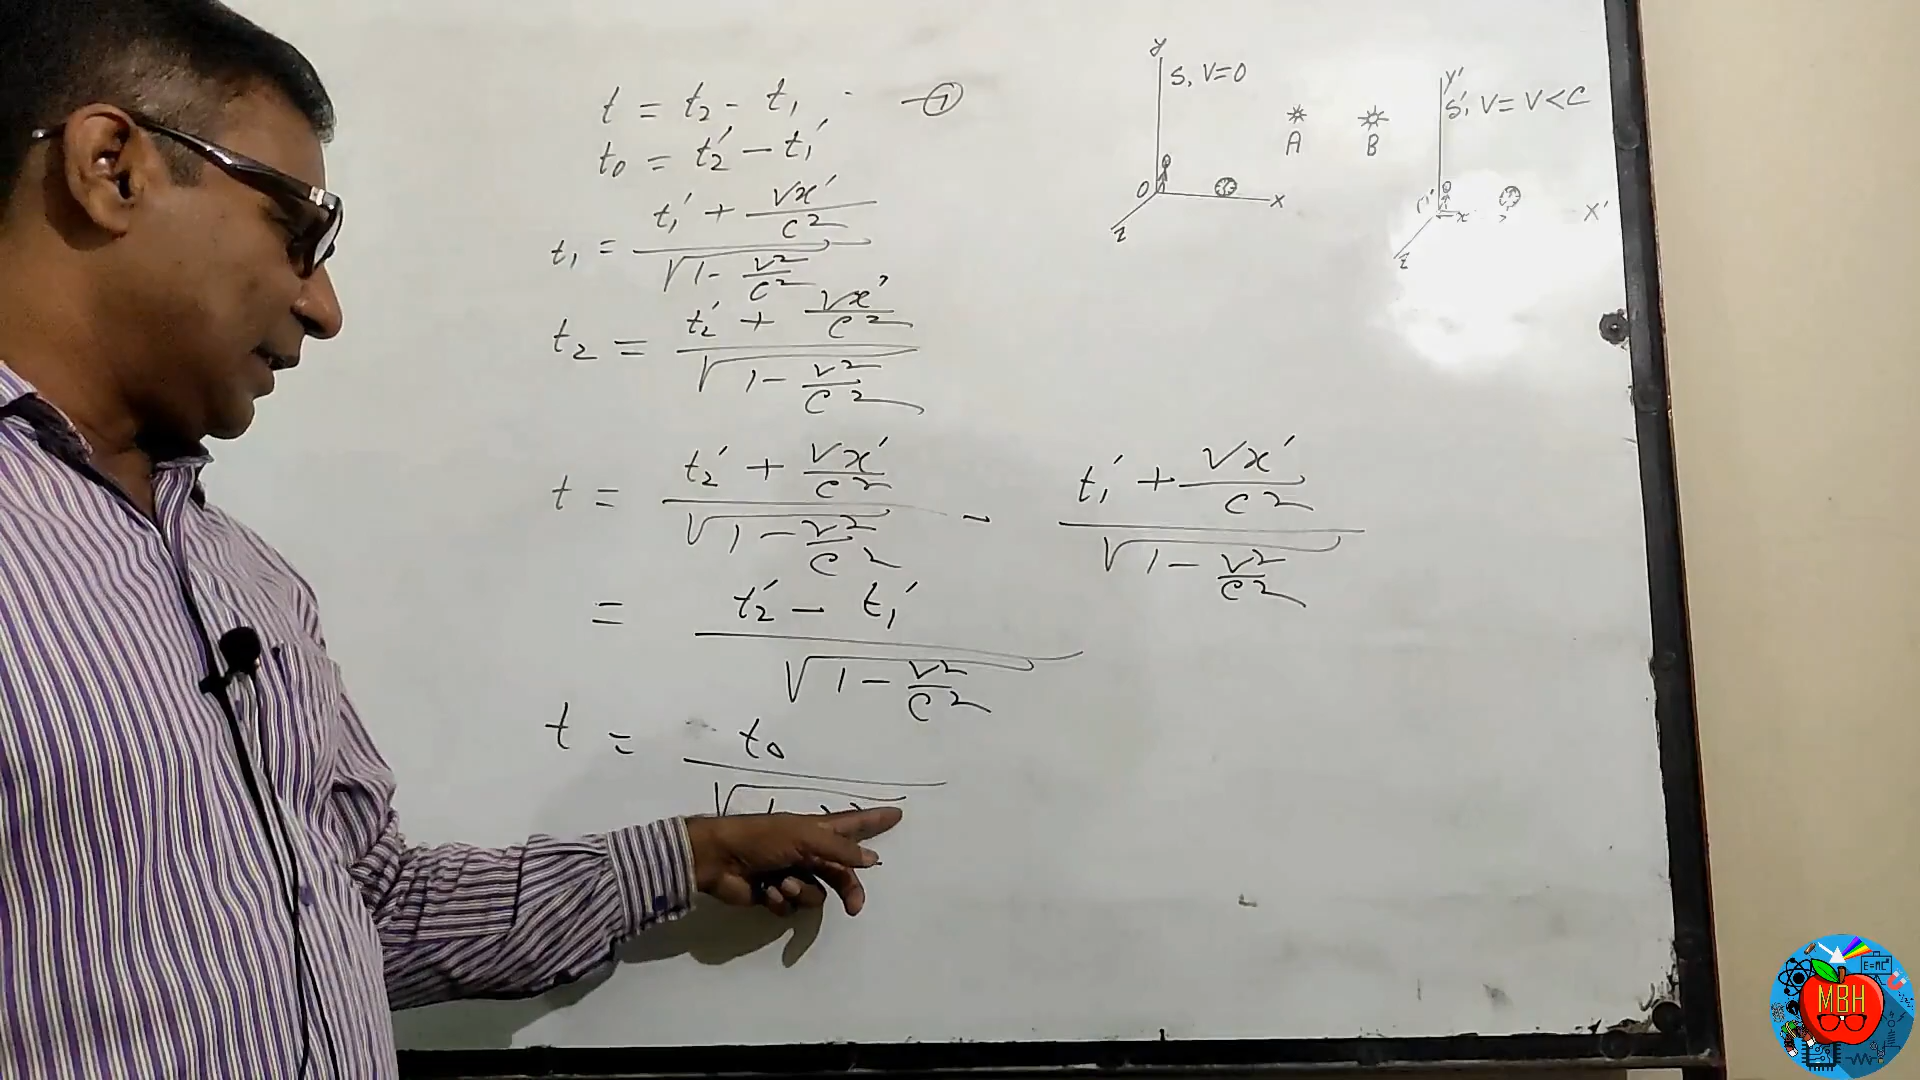 t = t₂ - t₁ —①
t₀ = t₂′ - t₁′
t₁ = (t₁′ + vx′/c²) / √(1 - v²/c²)
t₂ = (t₂′ + vx′/c²) / √(1 - v²/c²)
t = (t₂′ + vx′/c²) / √(1 - v²/c²) - (t₁′ + vx′/c²) / √(1 - v²/c²)
= (t₂′ - t₁′) / √(1 - v²/c²)
t = t₀
y
S, V=0
O
x
z
A
B
y′
S′, V = V < C
x
x′
z
E=mc²
MBH